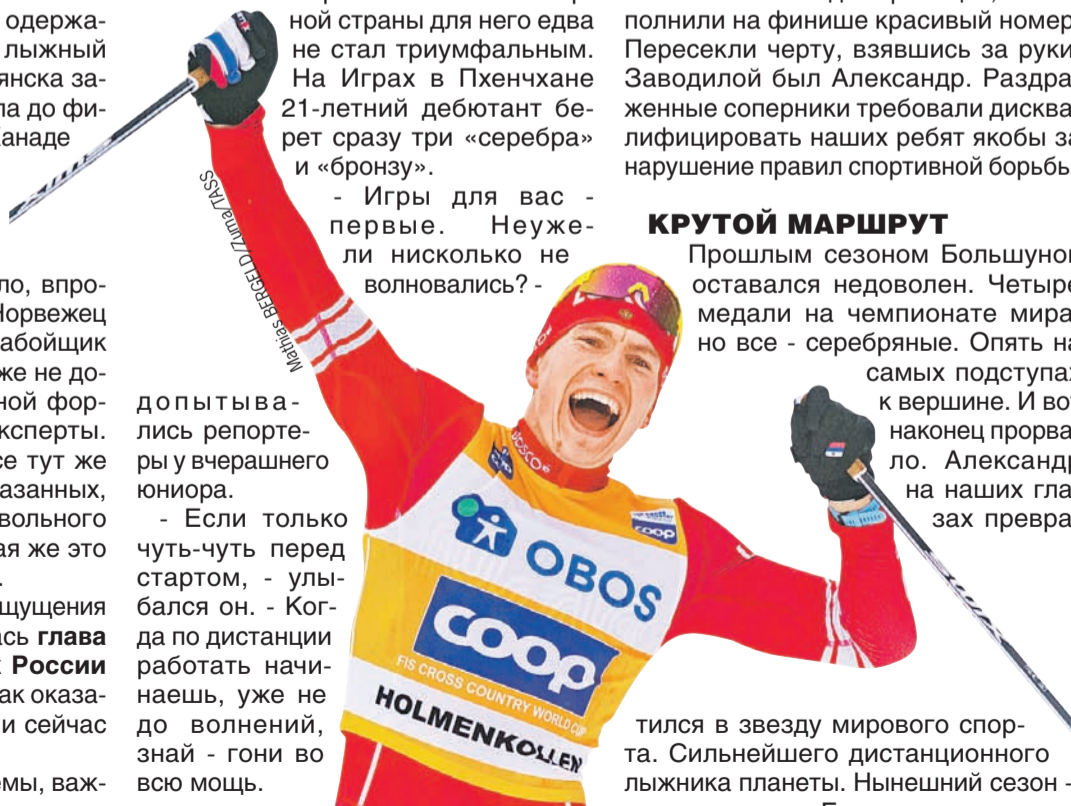 одержа-
лыжный
янска за-
ла до фи-
Канаде
ло, впро-
Норвежец
абойщик
же не до-
ной фор-
ксперты.
се тут же
азанных,
вольного
ая же это
.
щущения
ась глава
России
ак оказа-
и сейчас
емы, важ-
ной страны для него едва
не стал триумфальным.
На Играх в Пхенчхане
21-летний дебютант бе-
рет сразу три «серебра»
и «бронзу».
- Игры для вас -
первые. Неуже-
ли нисколько не
волновались? -
допытыва-
лись репорте-
ры у вчерашнего
юниора.
- Если только
чуть-чуть перед
стартом, - улы-
бался он. - Ког-
да по дистанции
работать начи-
наешь, уже не
до волнений,
знай - гони во
всю мощь.
Mathias BERGELD/Zuma/TASS
BOSCO
COOP
COOP
OBOS
coop
FIS CROSS COUNTRY WORLD CUP
HOLMENKOLLEN
полнили на финише красивый номер
Пересекли черту, взявшись за руки
Заводилой был Александр. Раздра
женные соперники требовали дисква
лифицировать наших ребят якобы за
нарушение правил спортивной борьбы
КРУТОЙ МАРШРУТ
Прошлым сезоном Большунов
оставался недоволен. Четыре
медали на чемпионате мира,
но все - серебряные. Опять на
самых подступах
к вершине. И вот
наконец прорва
ло. Александр
на наших гла
зах превра
тился в звезду мирового спор-
та. Сильнейшего дистанционного
лыжника планеты. Нынешний сезон -